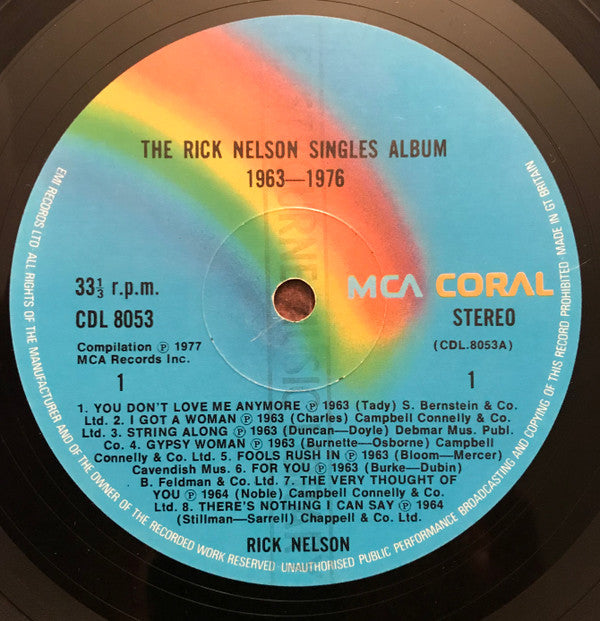 THE RICK NELSON SINGLES ALBUM
1963—1976
33⅓ r.p.m.
CDL 8053
MCA CORAL
STEREO
(CDL.8053A)
Compilation Ⓟ 1977
MCA Records Inc.
1
1
1. YOU DON'T LOVE ME ANYMORE Ⓟ 1963 (Tady) S. Bernstein & Co.
Ltd. 2. I GOT A WOMAN Ⓟ 1963 (Charles) Campbell Connelly & Co.
Ltd. 3. STRING ALONG Ⓟ 1963 (Duncan—Doyle) Debmar Mus. Publ.
Co. 4. GYPSY WOMAN Ⓟ 1963 (Burnette—Osborne) Campbell
Connelly & Co. Ltd. 5. FOOLS RUSH IN Ⓟ 1963 (Bloom—Mercer)
Cavendish Mus. 6. FOR YOU Ⓟ 1963 (Burke—Dubin)
B. Feldman & Co. Ltd. 7. THE VERY THOUGHT OF
YOU Ⓟ 1964 (Noble) Campbell Connelly & Co.
Ltd. 8. THERE'S NOTHING I CAN SAY Ⓟ 1964
(Stillman—Sarrell) Chappell & Co. Ltd.
RICK NELSON
EMI RECORDS LTD ALL RIGHTS OF THE MANUFACTURER AND OF THE OWNER OF THE RECORDED WORK RESERVED · UNAUTHORISED PUBLIC PERFORMANCE BROADCASTING AND COPYING OF THIS RECORD PROHIBITED · MADE IN GT BRITAIN